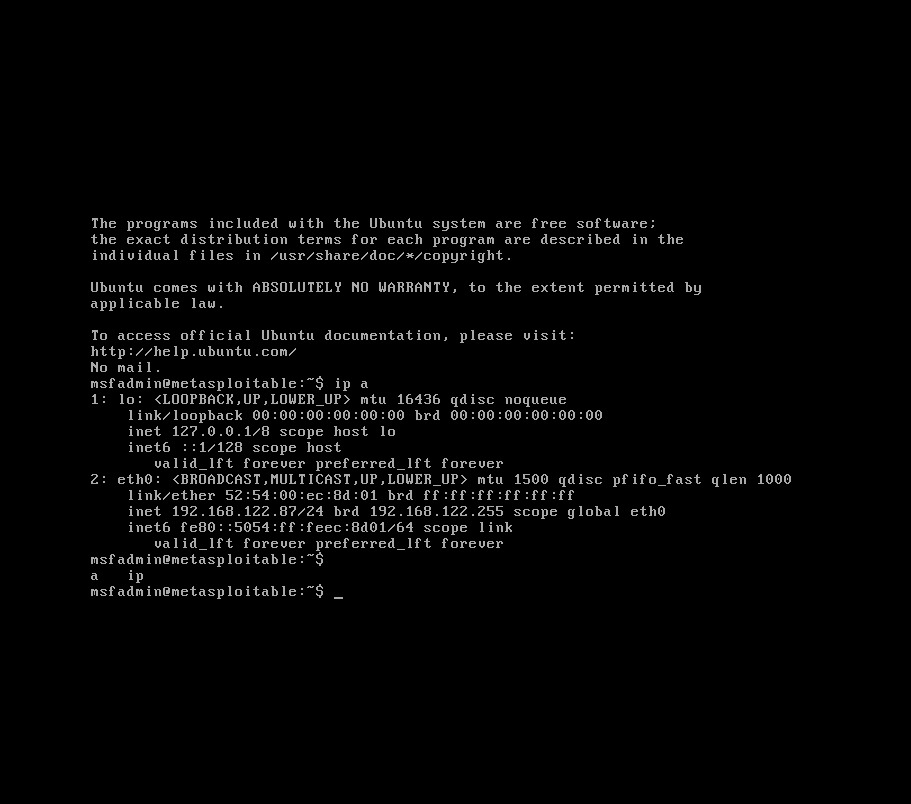 The programs included with the Ubuntu system are free software;
the exact distribution terms for each program are described in the
individual files in /usr/share/doc/*/copyright.
Ubuntu comes with ABSOLUTELY NO WARRANTY, to the extent permitted by
applicable law.
To access official Ubuntu documentation, please visit:
http://help.ubuntu.com/
No mail.
msfadmin@metasploitable:~$ ip a
1: lo: <LOOPBACK,UP,LOWER_UP> mtu 16436 qdisc noqueue
    link/loopback 00:00:00:00:00:00 brd 00:00:00:00:00:00
    inet 127.0.0.1/8 scope host lo
    inet6 ::1/128 scope host
       valid_lft forever preferred_lft forever
2: eth0: <BROADCAST,MULTICAST,UP,LOWER_UP> mtu 1500 qdisc pfifo_fast qlen 1000
    link/ether 52:54:00:ec:8d:01 brd ff:ff:ff:ff:ff:ff
    inet 192.168.122.87/24 brd 192.168.122.255 scope global eth0
    inet6 fe80::5054:ff:feec:8d01/64 scope link
       valid_lft forever preferred_lft forever
msfadmin@metasploitable:~$
a   ip
msfadmin@metasploitable:~$ _